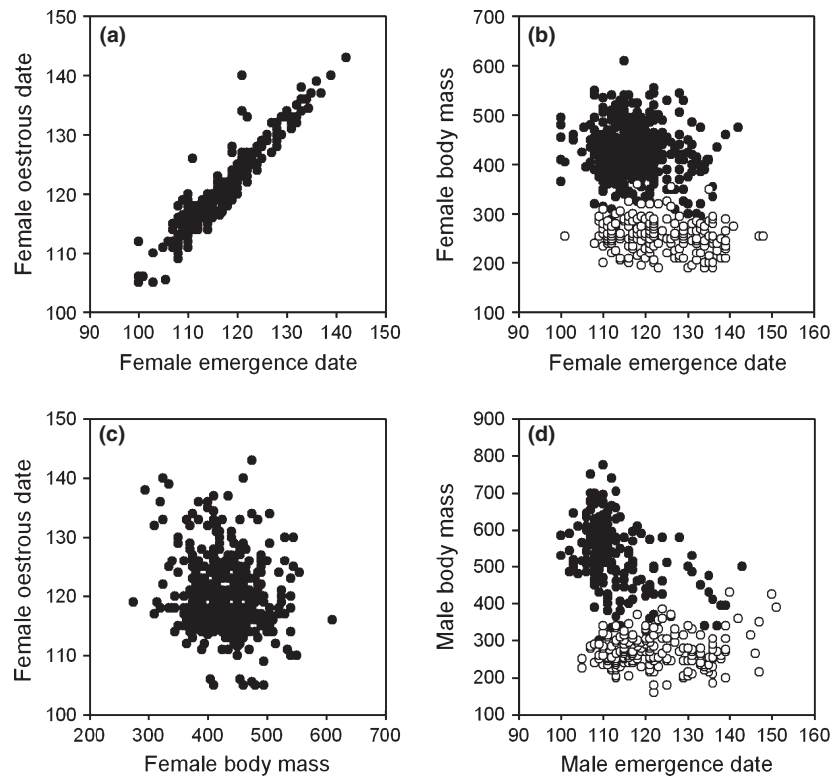 (a)
Female oestrous date
150
140
130
120
110
100
90 100 110 120 130 140 150
Female emergence date
(b)
Female body mass
700
600
500
400
300
200
100
90 100 110 120 130 140 150 160
Female emergence date
(c)
Female oestrous date
150
140
130
120
110
100
200 300 400 500 600 700
Female body mass
(d)
Male body mass
900
800
700
600
500
400
300
200
100
90 100 110 120 130 140 150 160
Male emergence date